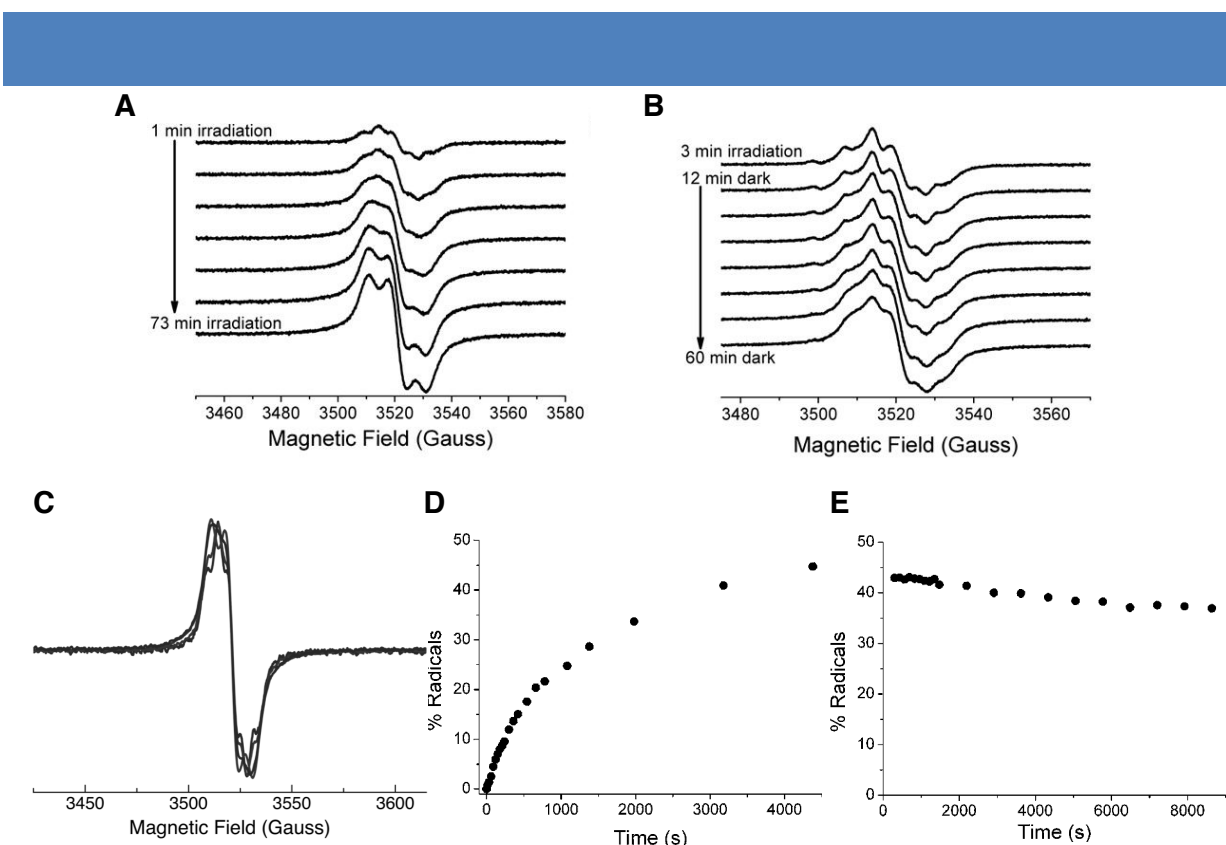 A
1 min irradiation
73 min irradiation
3460 3480 3500 3520 3540 3560 3580
Magnetic Field (Gauss)
B
3 min irradiation
12 min dark
60 min dark
3480 3500 3520 3540 3560
Magnetic Field (Gauss)
C
3450 3500 3550 3600
Magnetic Field (Gauss)
D
% Radicals
50
40
30
20
10
0
0 1000 2000 3000 4000
Time (s)
E
% Radicals
50
40
30
20
10
0
0 2000 4000 6000 8000
Time (s)